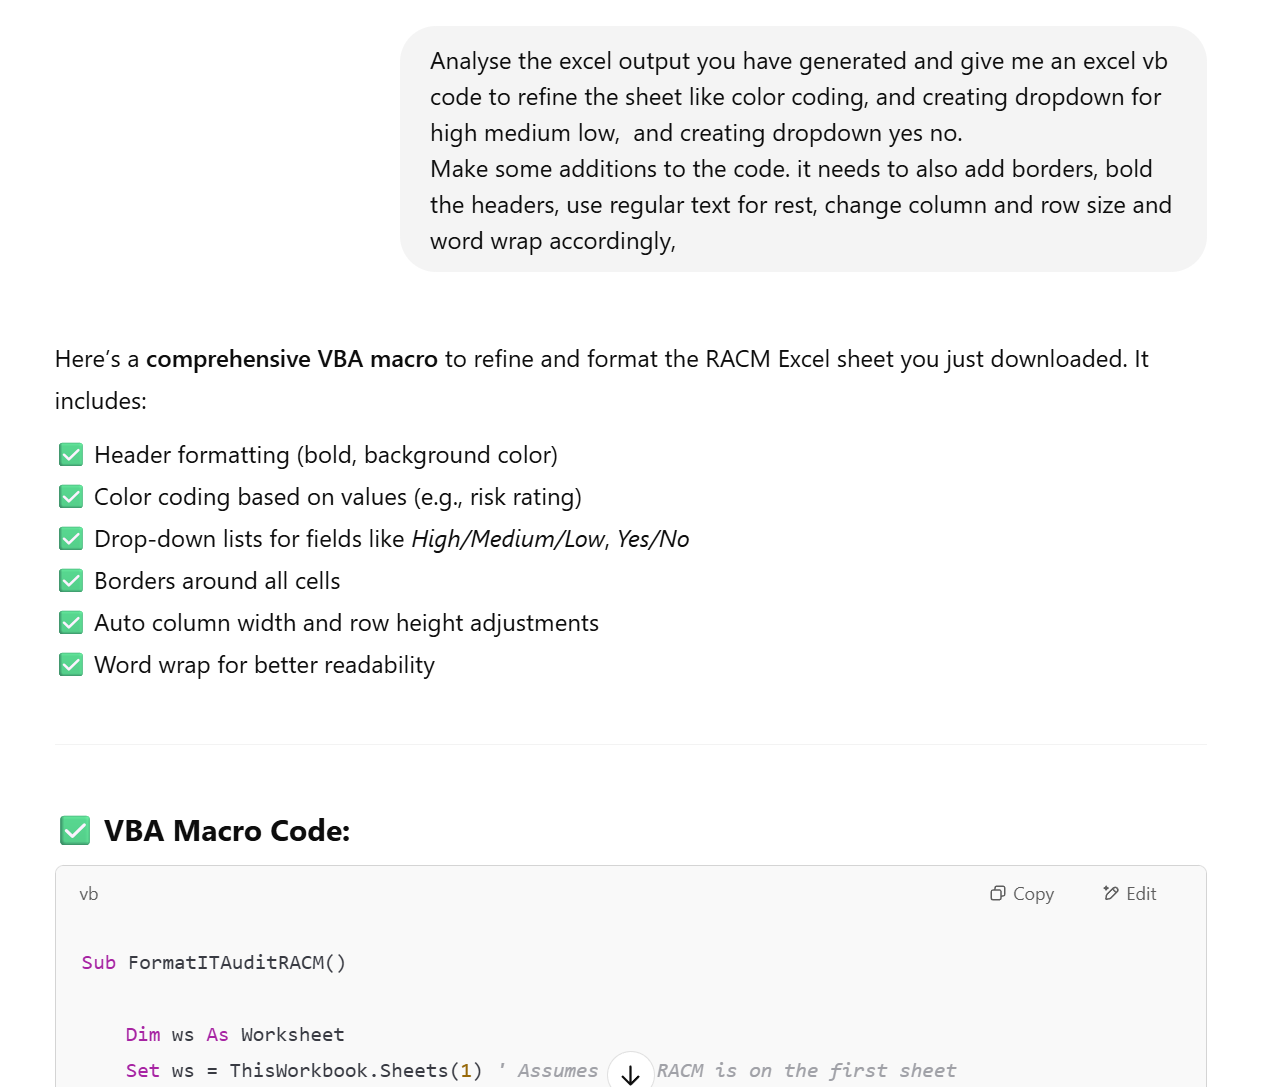 Analyse the excel output you have generated and give me an excel vb
code to refine the sheet like color coding, and creating dropdown for
high medium low,  and creating dropdown yes no.
Make some additions to the code. it needs to also add borders, bold
the headers, use regular text for rest, change column and row size and
word wrap accordingly,
Here’s a comprehensive VBA macro to refine and format the RACM Excel sheet you just downloaded. It
includes:
✅ Header formatting (bold, background color)
✅ Color coding based on values (e.g., risk rating)
✅ Drop-down lists for fields like High/Medium/Low, Yes/No
✅ Borders around all cells
✅ Auto column width and row height adjustments
✅ Word wrap for better readability
✅ VBA Macro Code:
vb Copy Edit
Sub FormatITAuditRACM()
Dim ws As Worksheet
Set ws = ThisWorkbook.Sheets(1) ' Assumes RACM is on the first sheet